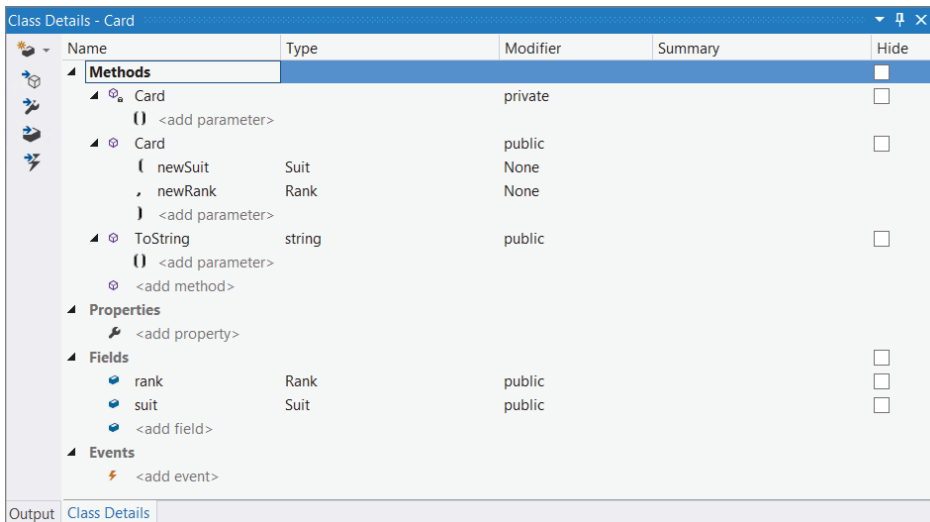 Class Details - Card
Name Type Modifier Summary Hide
Methods
Card private
() <add parameter>
Card public
( newSuit Suit None
, newRank Rank None
) <add parameter>
ToString string public
() <add parameter>
<add method>
Properties
<add property>
Fields
rank Rank public
suit Suit public
<add field>
Events
<add event>
Output Class Details